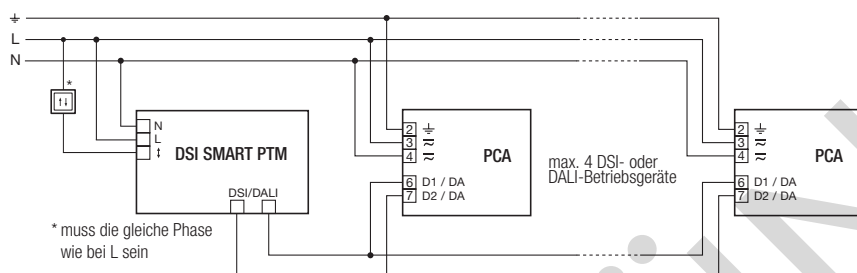 L
N
*
N
L
DSI SMART PTM
DSI/DALI
* muss die gleiche Phase
wie bei L sein
2
3
4
PCA
6 D1 / DA
7 D2 / DA
max. 4 DSI- oder
DALI-Betriebsgeräte
2
3
4
PCA
6 D1 / DA
7 D2 / DA